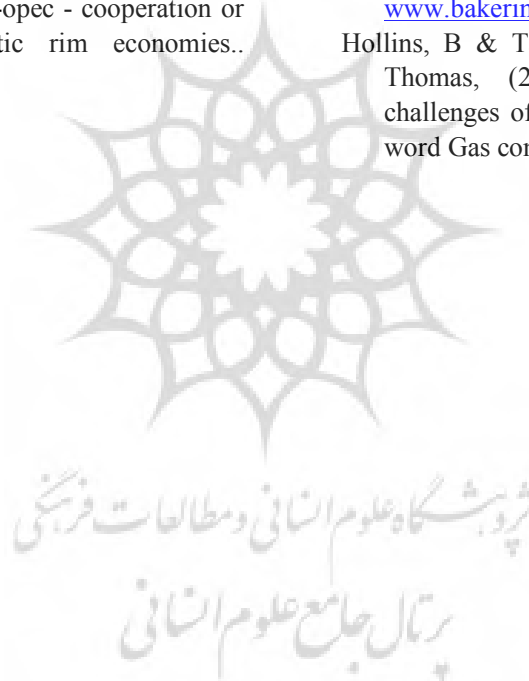 -opec - cooperation or
tic rim economies..
www.bakerin
Hollins, B & T
Thomas, (2
challenges of
word Gas con
پژوهشگاه علوم انسانی و مطالعات فرهنگی
پرتال جامع علوم انسانی